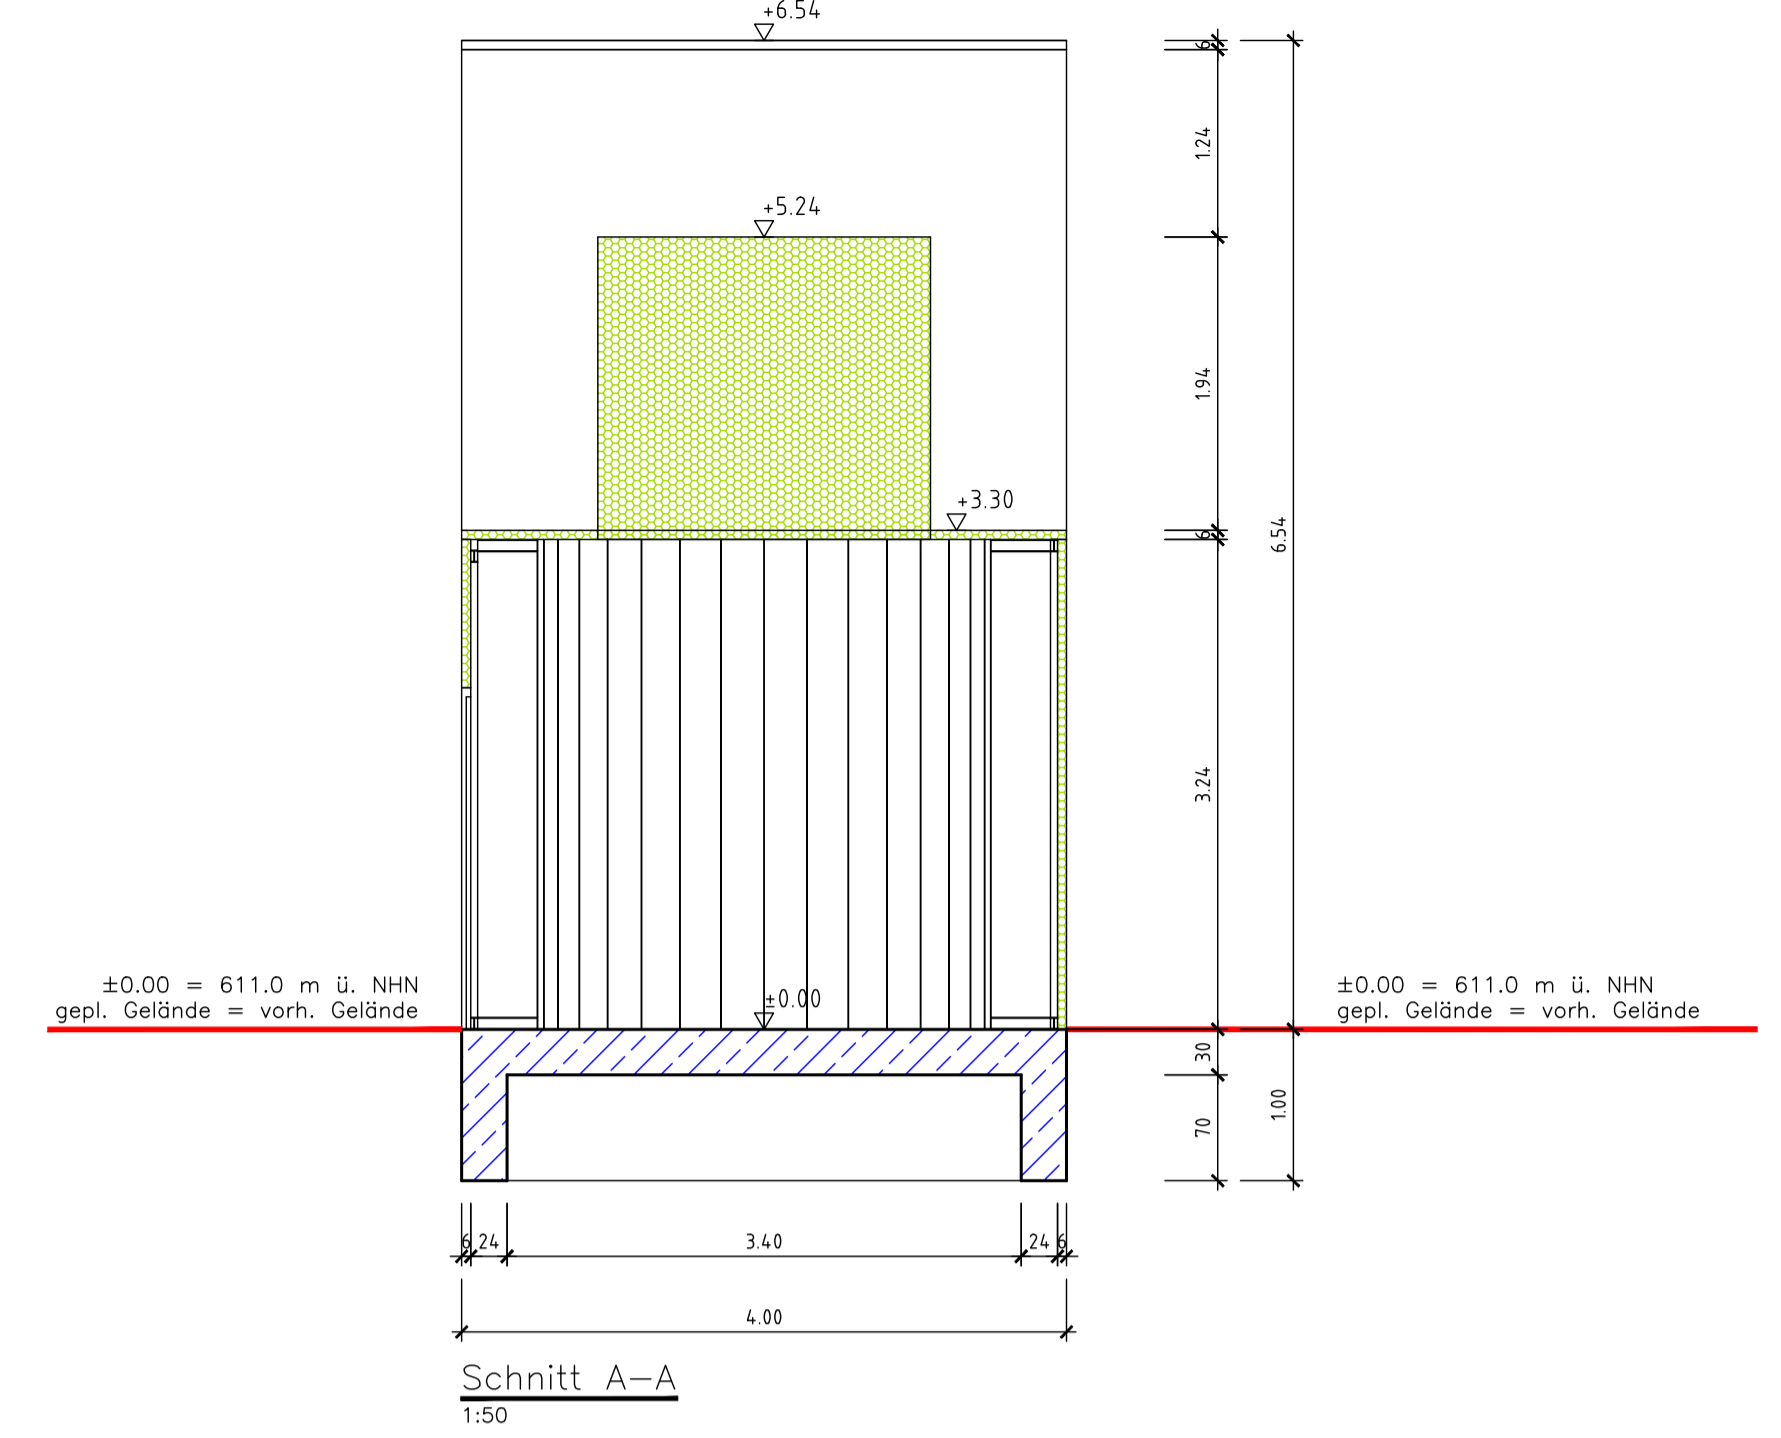 +6.54
6
1.24
+5.24
1.94
+3.30
6
6.54
3.24
±0.00
±0.00 = 611.0 m ü. NHN
gepl. Gelände = vorh. Gelände
±0.00 = 611.0 m ü. NHN
gepl. Gelände = vorh. Gelände
30
1.00
70
6 24 3.40 24 6
4.00
Schnitt A-A
1:50